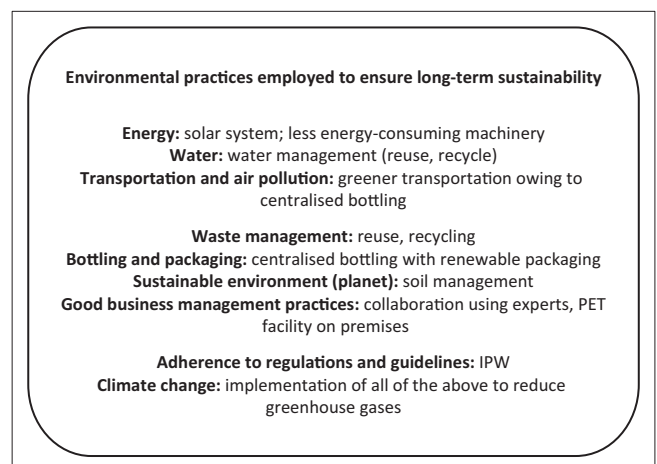 Environmental practices employed to ensure long-term sustainability
Energy: solar system; less energy-consuming machinery
Water: water management (reuse, recycle)
Transportation and air pollution: greener transportation owing to
centralised bottling
Waste management: reuse, recycling
Bottling and packaging: centralised bottling with renewable packaging
Sustainable environment (planet): soil management
Good business management practices: collaboration using experts, PET
facility on premises
Adherence to regulations and guidelines: IPW
Climate change: implementation of all of the above to reduce
greenhouse gases